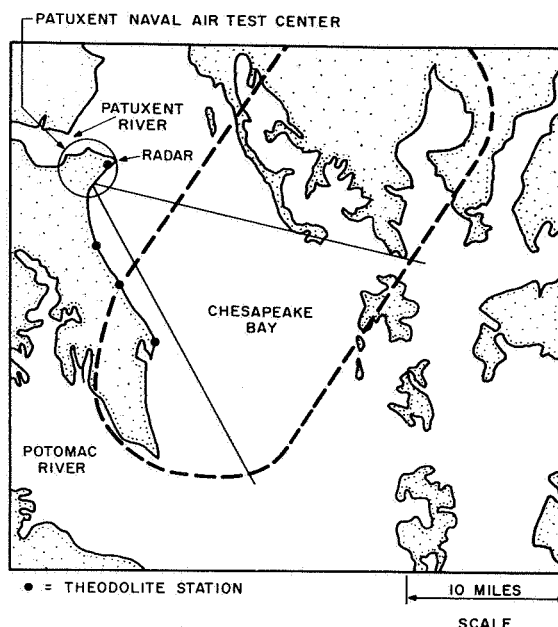 PATUXENT NAVAL AIR TEST CENTER
PATUXENT
RIVER
RADAR
CHESAPEAKE
BAY
POTOMAC
RIVER
● = THEODOLITE STATION
10 MILES
SCALE